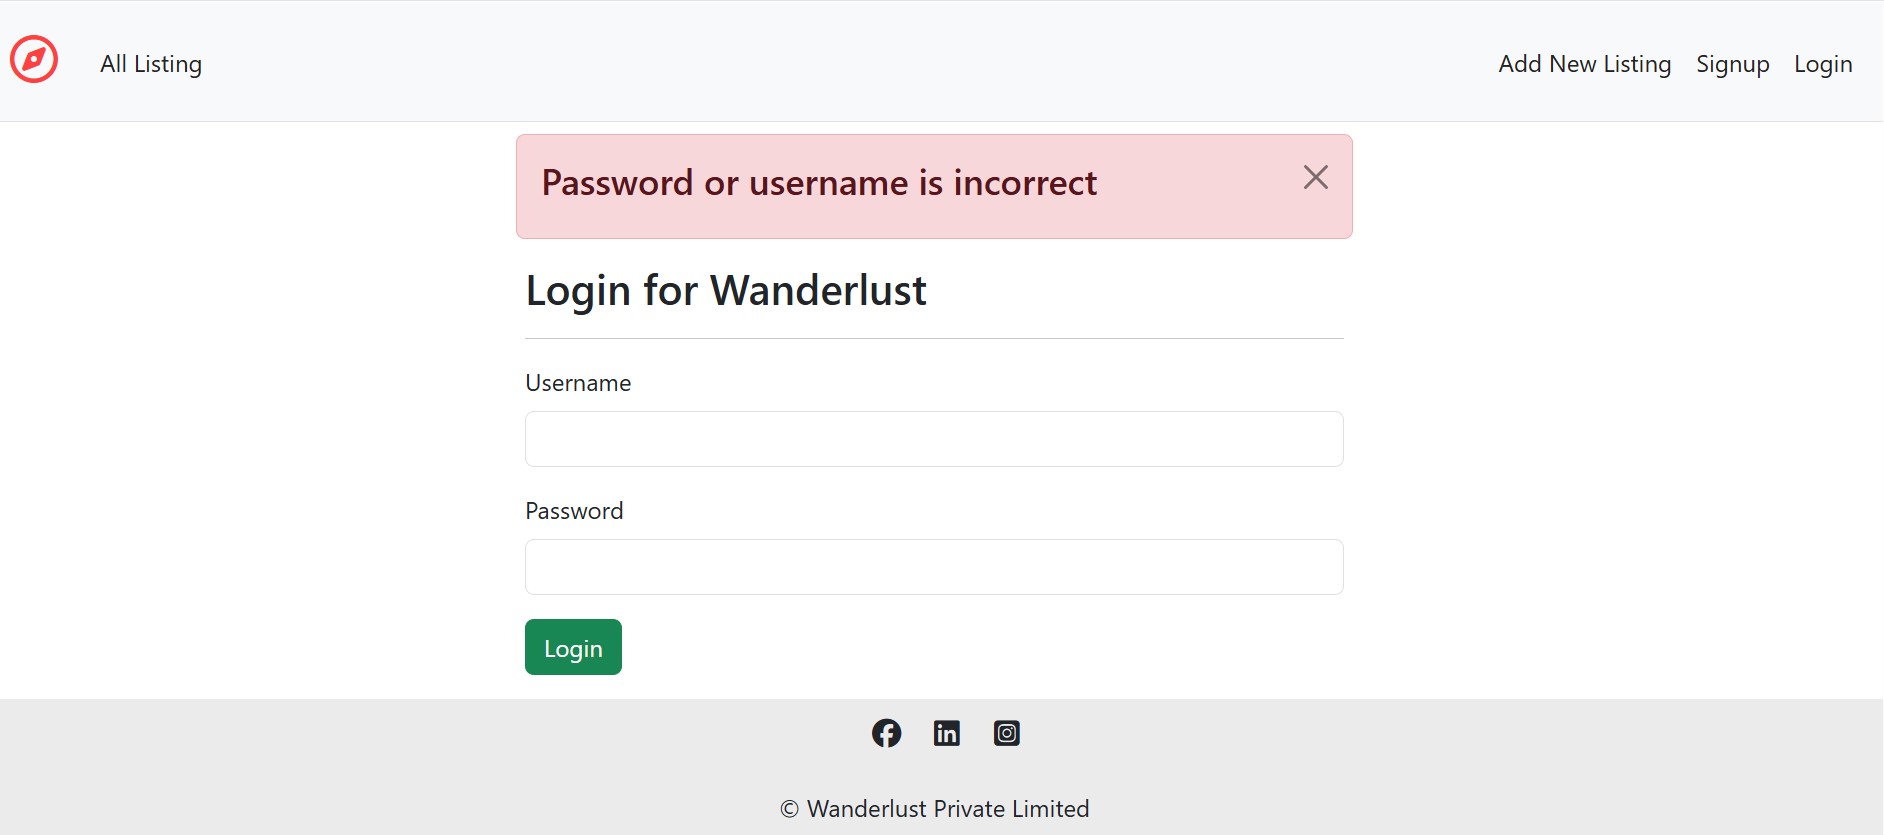 All Listing
Add New Listing Signup Login
Password or username is incorrect
Login for Wanderlust
Username
Password
Login
© Wanderlust Private Limited